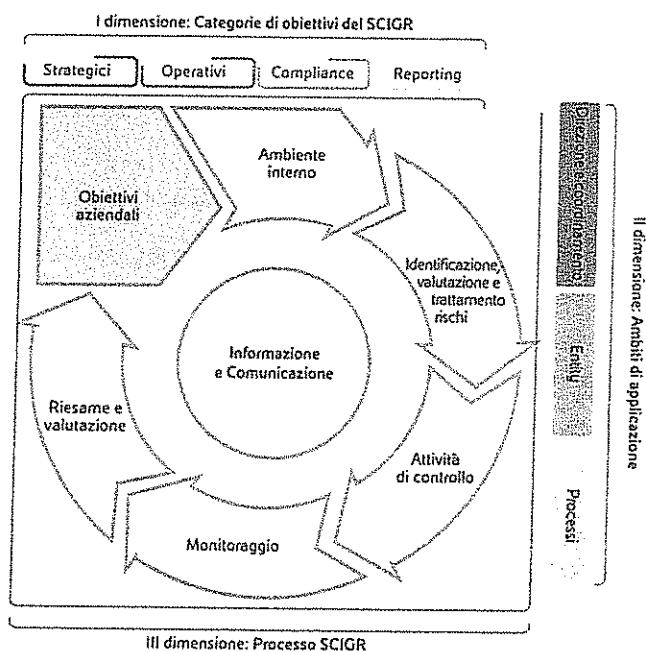 I dimensione: Categorie di obiettivi del SCIGR
Strategici
Operativi
Compliance
Reporting
Obiettivi
aziendali
Ambiente
interno
Identificazione,
valutazione e
trattamento
rischi
Informazione
e Comunicazione
Riesame e
valutazione
Attività
di controllo
Monitoraggio
Direzione e coordinamento
Entity
Processi
II dimensione: Ambiti di applicazione
III dimensione: Processo SCIGR